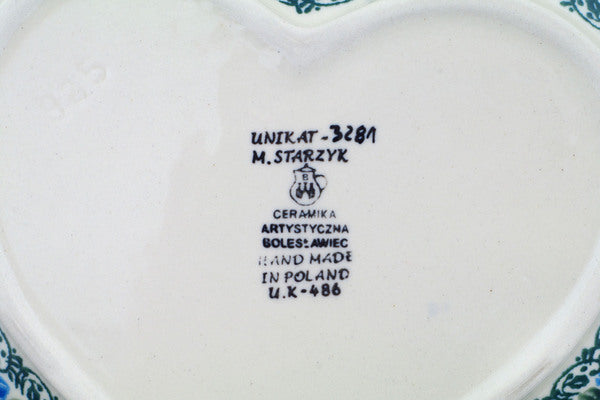 UNIKAT-3281
M. STARZYK
B
CERAMIKA
ARTYSTYCZNA
BOLESŁAWIEC
HAND MADE
IN POLAND
U.K-486